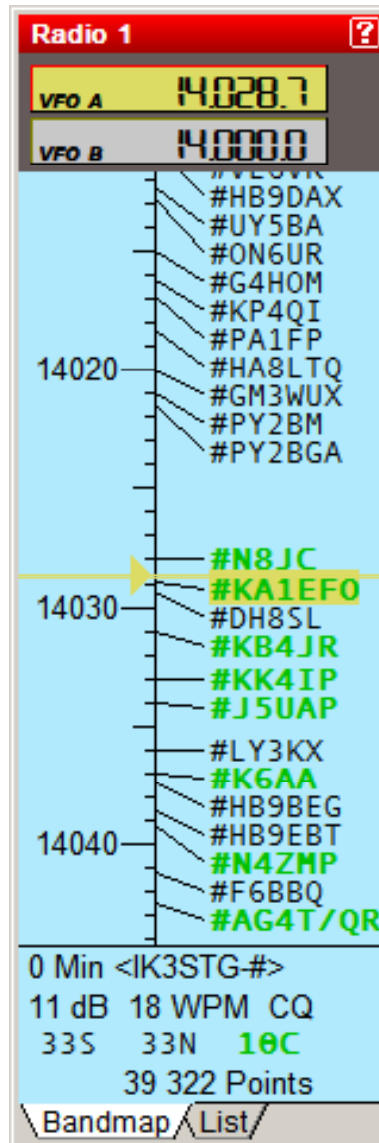 Radio 1 ?
VFO A 14.028.7
VFO B 14.000.0
#HB9DAX
#UY5BA
#ON6UR
#G4HOM
#KP4QI
#PA1FP
14020 #HA8LTQ
#GM3WUX
#PY2BM
#PY2BGA
#N8JC
#KA1EFO
14030 #DH8SL
#KB4JR
#KK4IP
#J5UAP
#LY3KX
#K6AA
#HB9BEG
14040 #HB9EBT
#N4ZMP
#F6BBQ
#AG4T/QR
0 Min <IK3STG-#>
11 dB 18 WPM CQ
33S 33N 10C
39 322 Points
Bandmap List